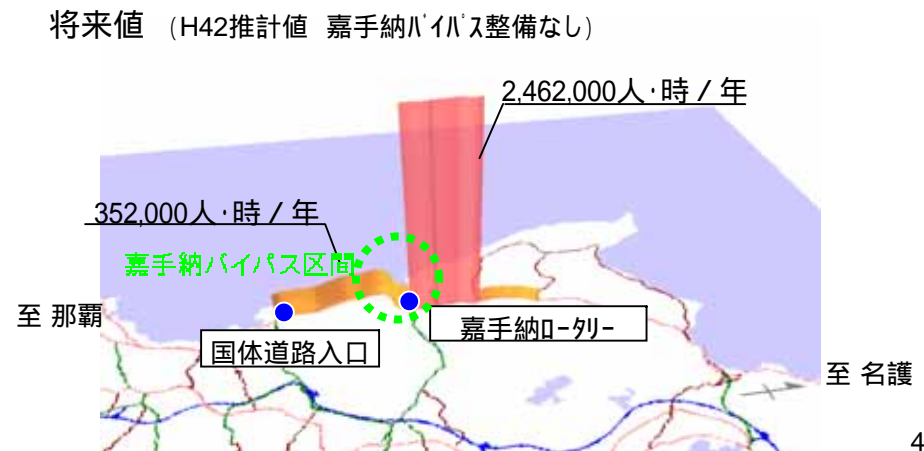 将来値 (H42推計値 嘉手納ﾊﾞｲﾊﾟｽ整備なし)
2,462,000人･時／年
352,000人･時／年
嘉手納バイパス区間
至 那覇
嘉手納ﾛｰﾀﾘｰ
国体道路入口
至 名護
4